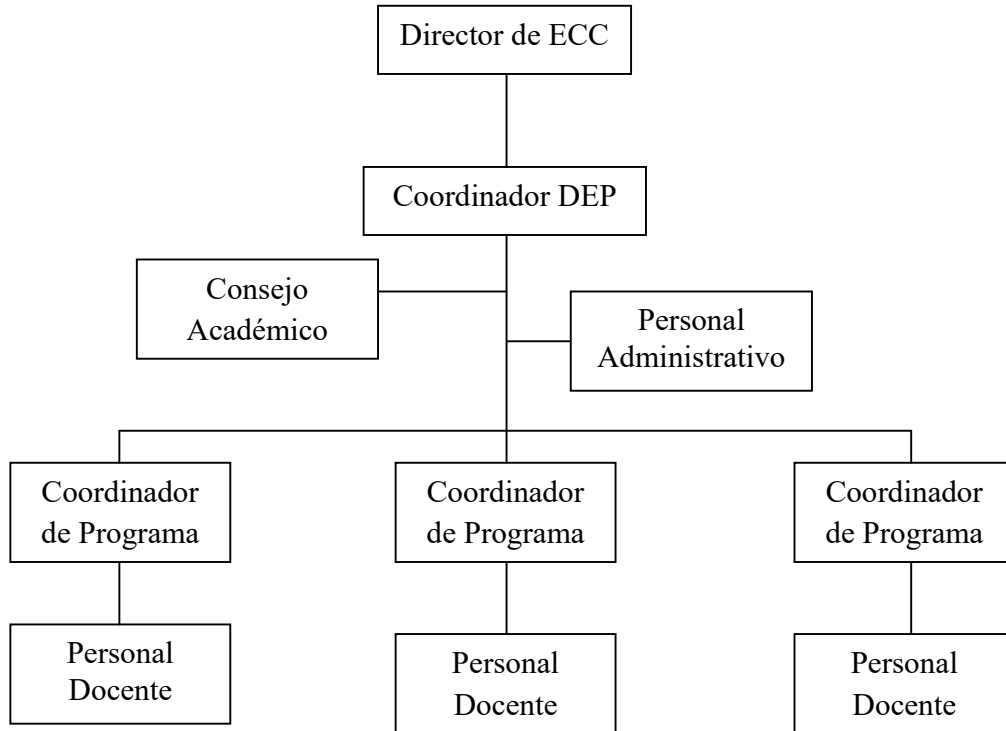 Director de ECC
Coordinador DEP
Consejo
Académico
Personal
Administrativo
Coordinador
de Programa
Coordinador
de Programa
Coordinador
de Programa
Personal
Docente
Personal
Docente
Personal
Docente